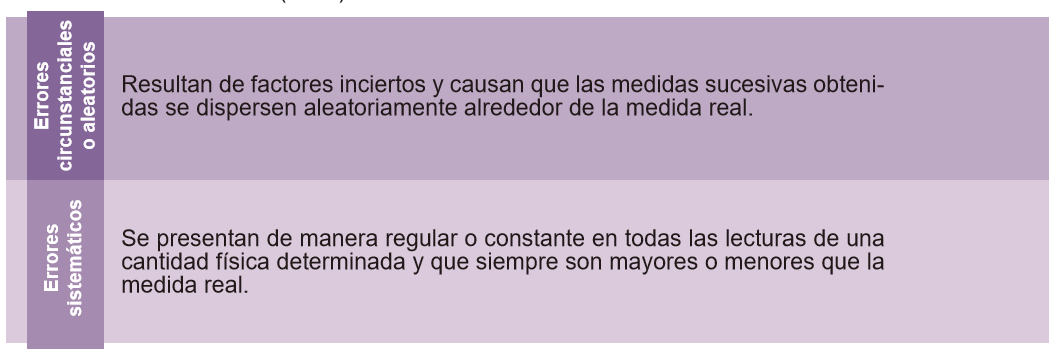 Errores
circunstanciales
o aleatorios
Resultan de factores inciertos y causan que las medidas sucesivas obteni-
das se dispersen aleatoriamente alrededor de la medida real.
Errores
sistemáticos
Se presentan de manera regular o constante en todas las lecturas de una
cantidad física determinada y que siempre son mayores o menores que la
medida real.